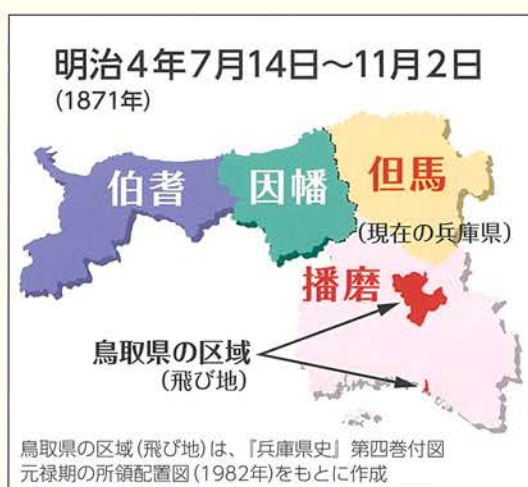 明治4年7月14日～11月2日
(1871年)
伯耆
因幡
但馬
(現在の兵庫県)
播磨
鳥取県の区域
(飛び地)
鳥取県の区域(飛び地)は、『兵庫県史』第四巻付図
元禄期の所領配置図(1982年)をもとに作成